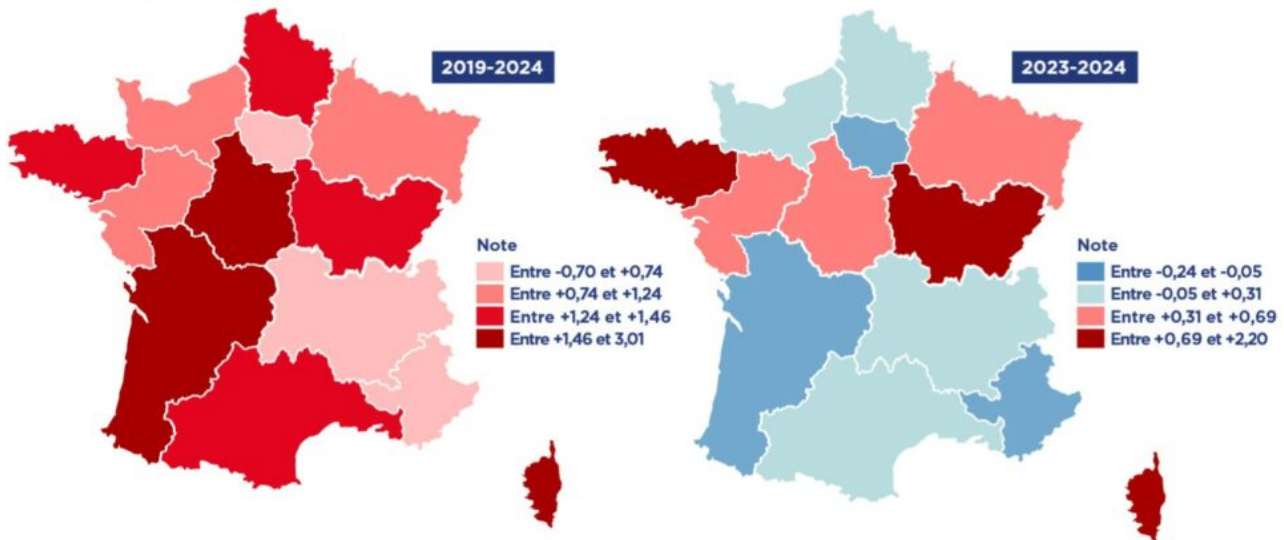 2019-2024
Note
Entre -0,70 et +0,74
Entre +0,74 et +1,24
Entre +1,24 et +1,46
Entre +1,46 et 3,01
2023-2024
Note
Entre -0,24 et -0,05
Entre -0,05 et +0,31
Entre +0,31 et +0,69
Entre +0,69 et +2,20